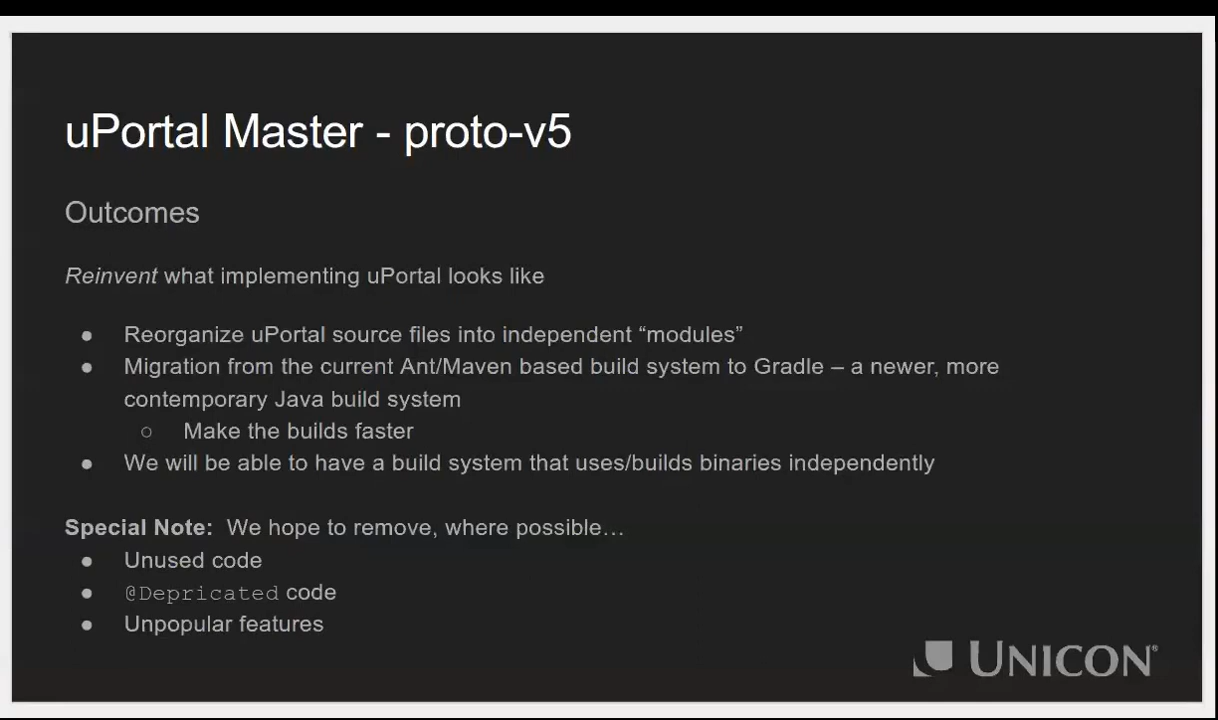 uPortal Master - proto-v5
Outcomes
Reinvent what implementing uPortal looks like
● Reorganize uPortal source files into independent “modules”
● Migration from the current Ant/Maven based build system to Gradle – a newer, more
contemporary Java build system
○ Make the builds faster
● We will be able to have a build system that uses/builds binaries independently
Special Note: We hope to remove, where possible…
● Unused code
● @Depricated code
● Unpopular features
UNICON®